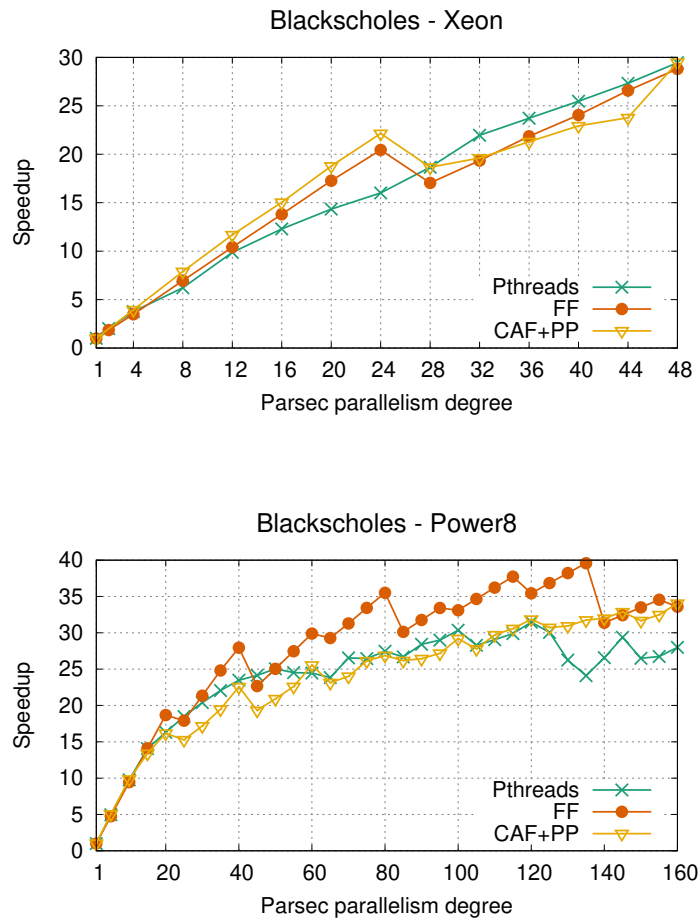 Blackscholes - Xeon
30
25
20
15
10
5
0
Speedup
Pthreads
FF
CAF+PP
1 4 8 12 16 20 24 28 32 36 40 44 48
Parsec parallelism degree
Blackscholes - Power8
40
35
30
25
20
15
10
5
0
Speedup
Pthreads
FF
CAF+PP
1 20 40 60 80 100 120 140 160
Parsec parallelism degree